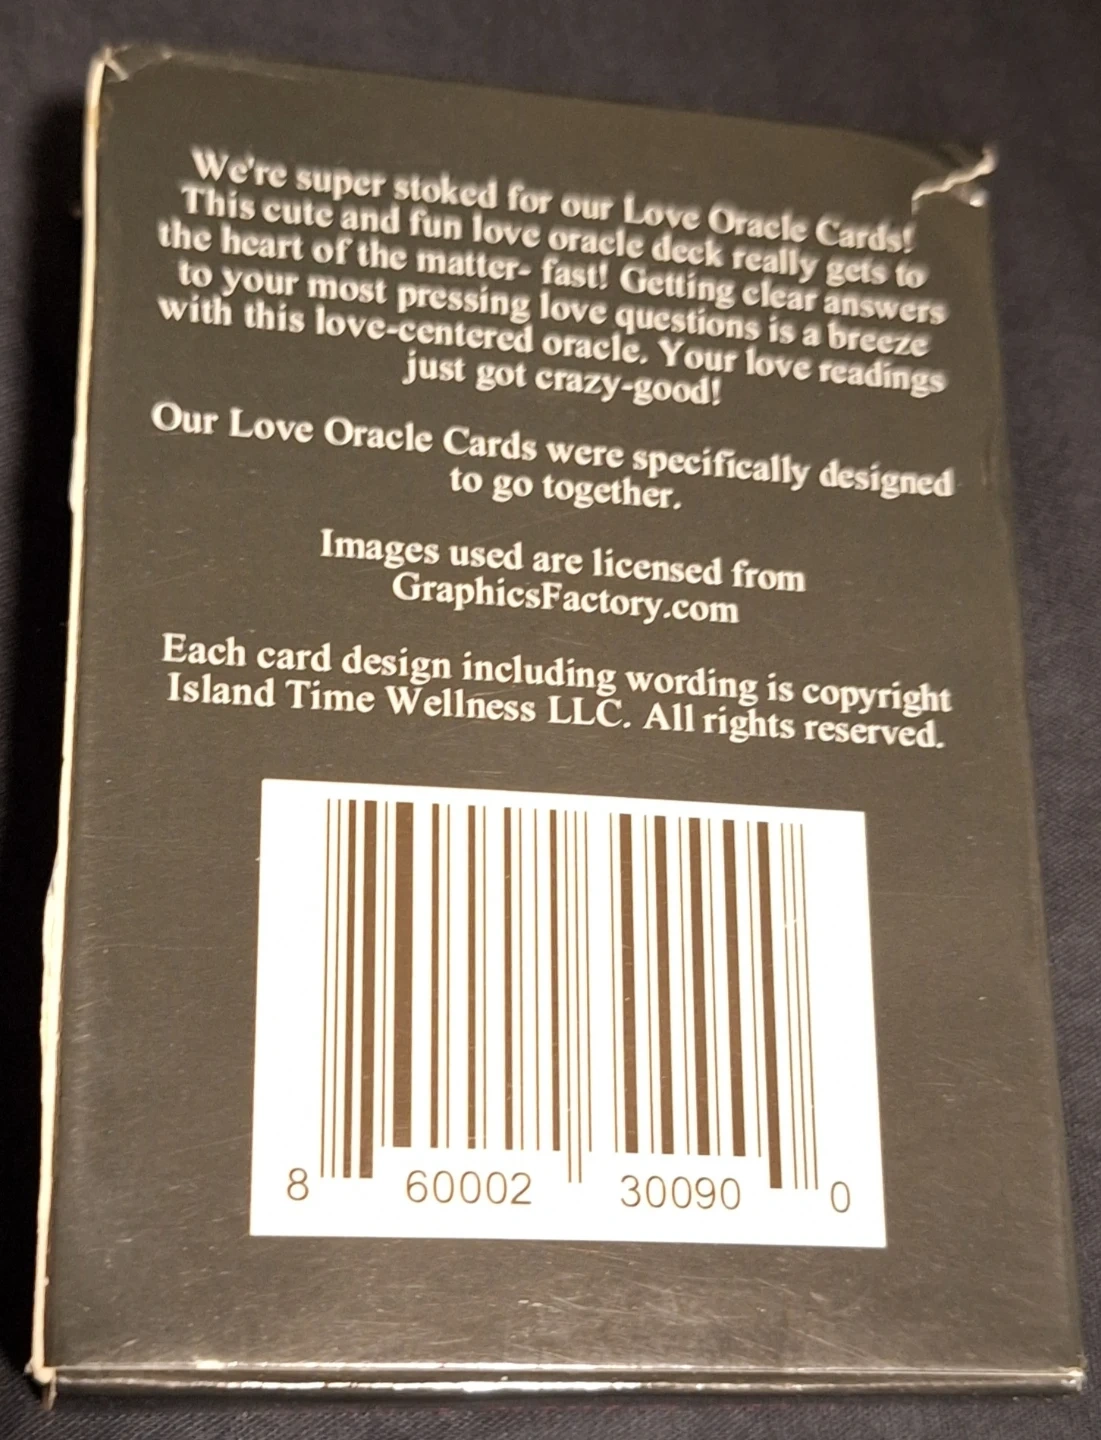 We're super stoked for our Love Oracle Cards!
This cute and fun love oracle deck really gets to
the heart of the matter- fast! Getting clear answers
to your most pressing love questions is a breeze
with this love-centered oracle. Your love readings
just got crazy-good!
Our Love Oracle Cards were specifically designed
to go together.
Images used are licensed from
GraphicsFactory.com
Each card design including wording is copyright
Island Time Wellness LLC. All rights reserved.
8 60002 30090 0